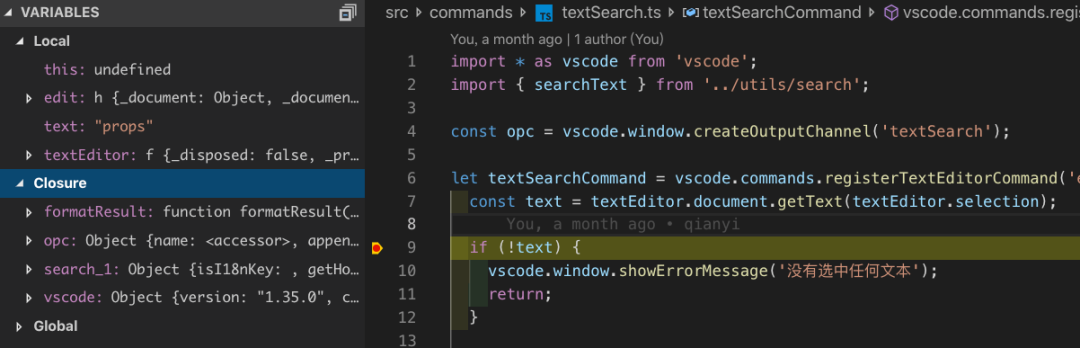 VARIABLES
Local
this: undefined
edit: h {_document: Object, _documen…
text: "props"
textEditor: f {_disposed: false, _pr…
Closure
formatResult: function formatResult(…
opc: Object {name: <accessor>, appen…
search_1: Object {isI18nKey: , getHo…
vscode: Object {version: "1.35.0", c…
Global
src › commands › TS textSearch.ts › textSearchCommand › vscode.commands.regis
You, a month ago | 1 author (You)
1 import * as vscode from 'vscode';
2 import { searchText } from '../utils/search';
3
4 const opc = vscode.window.createOutputChannel('textSearch');
5
6 let textSearchCommand = vscode.commands.registerTextEditorCommand('e
7 const text = textEditor.document.getText(textEditor.selection);
8 You, a month ago • qianyi
9 if (!text) {
10 vscode.window.showErrorMessage('没有选中任何文本');
11 return;
12 }
13